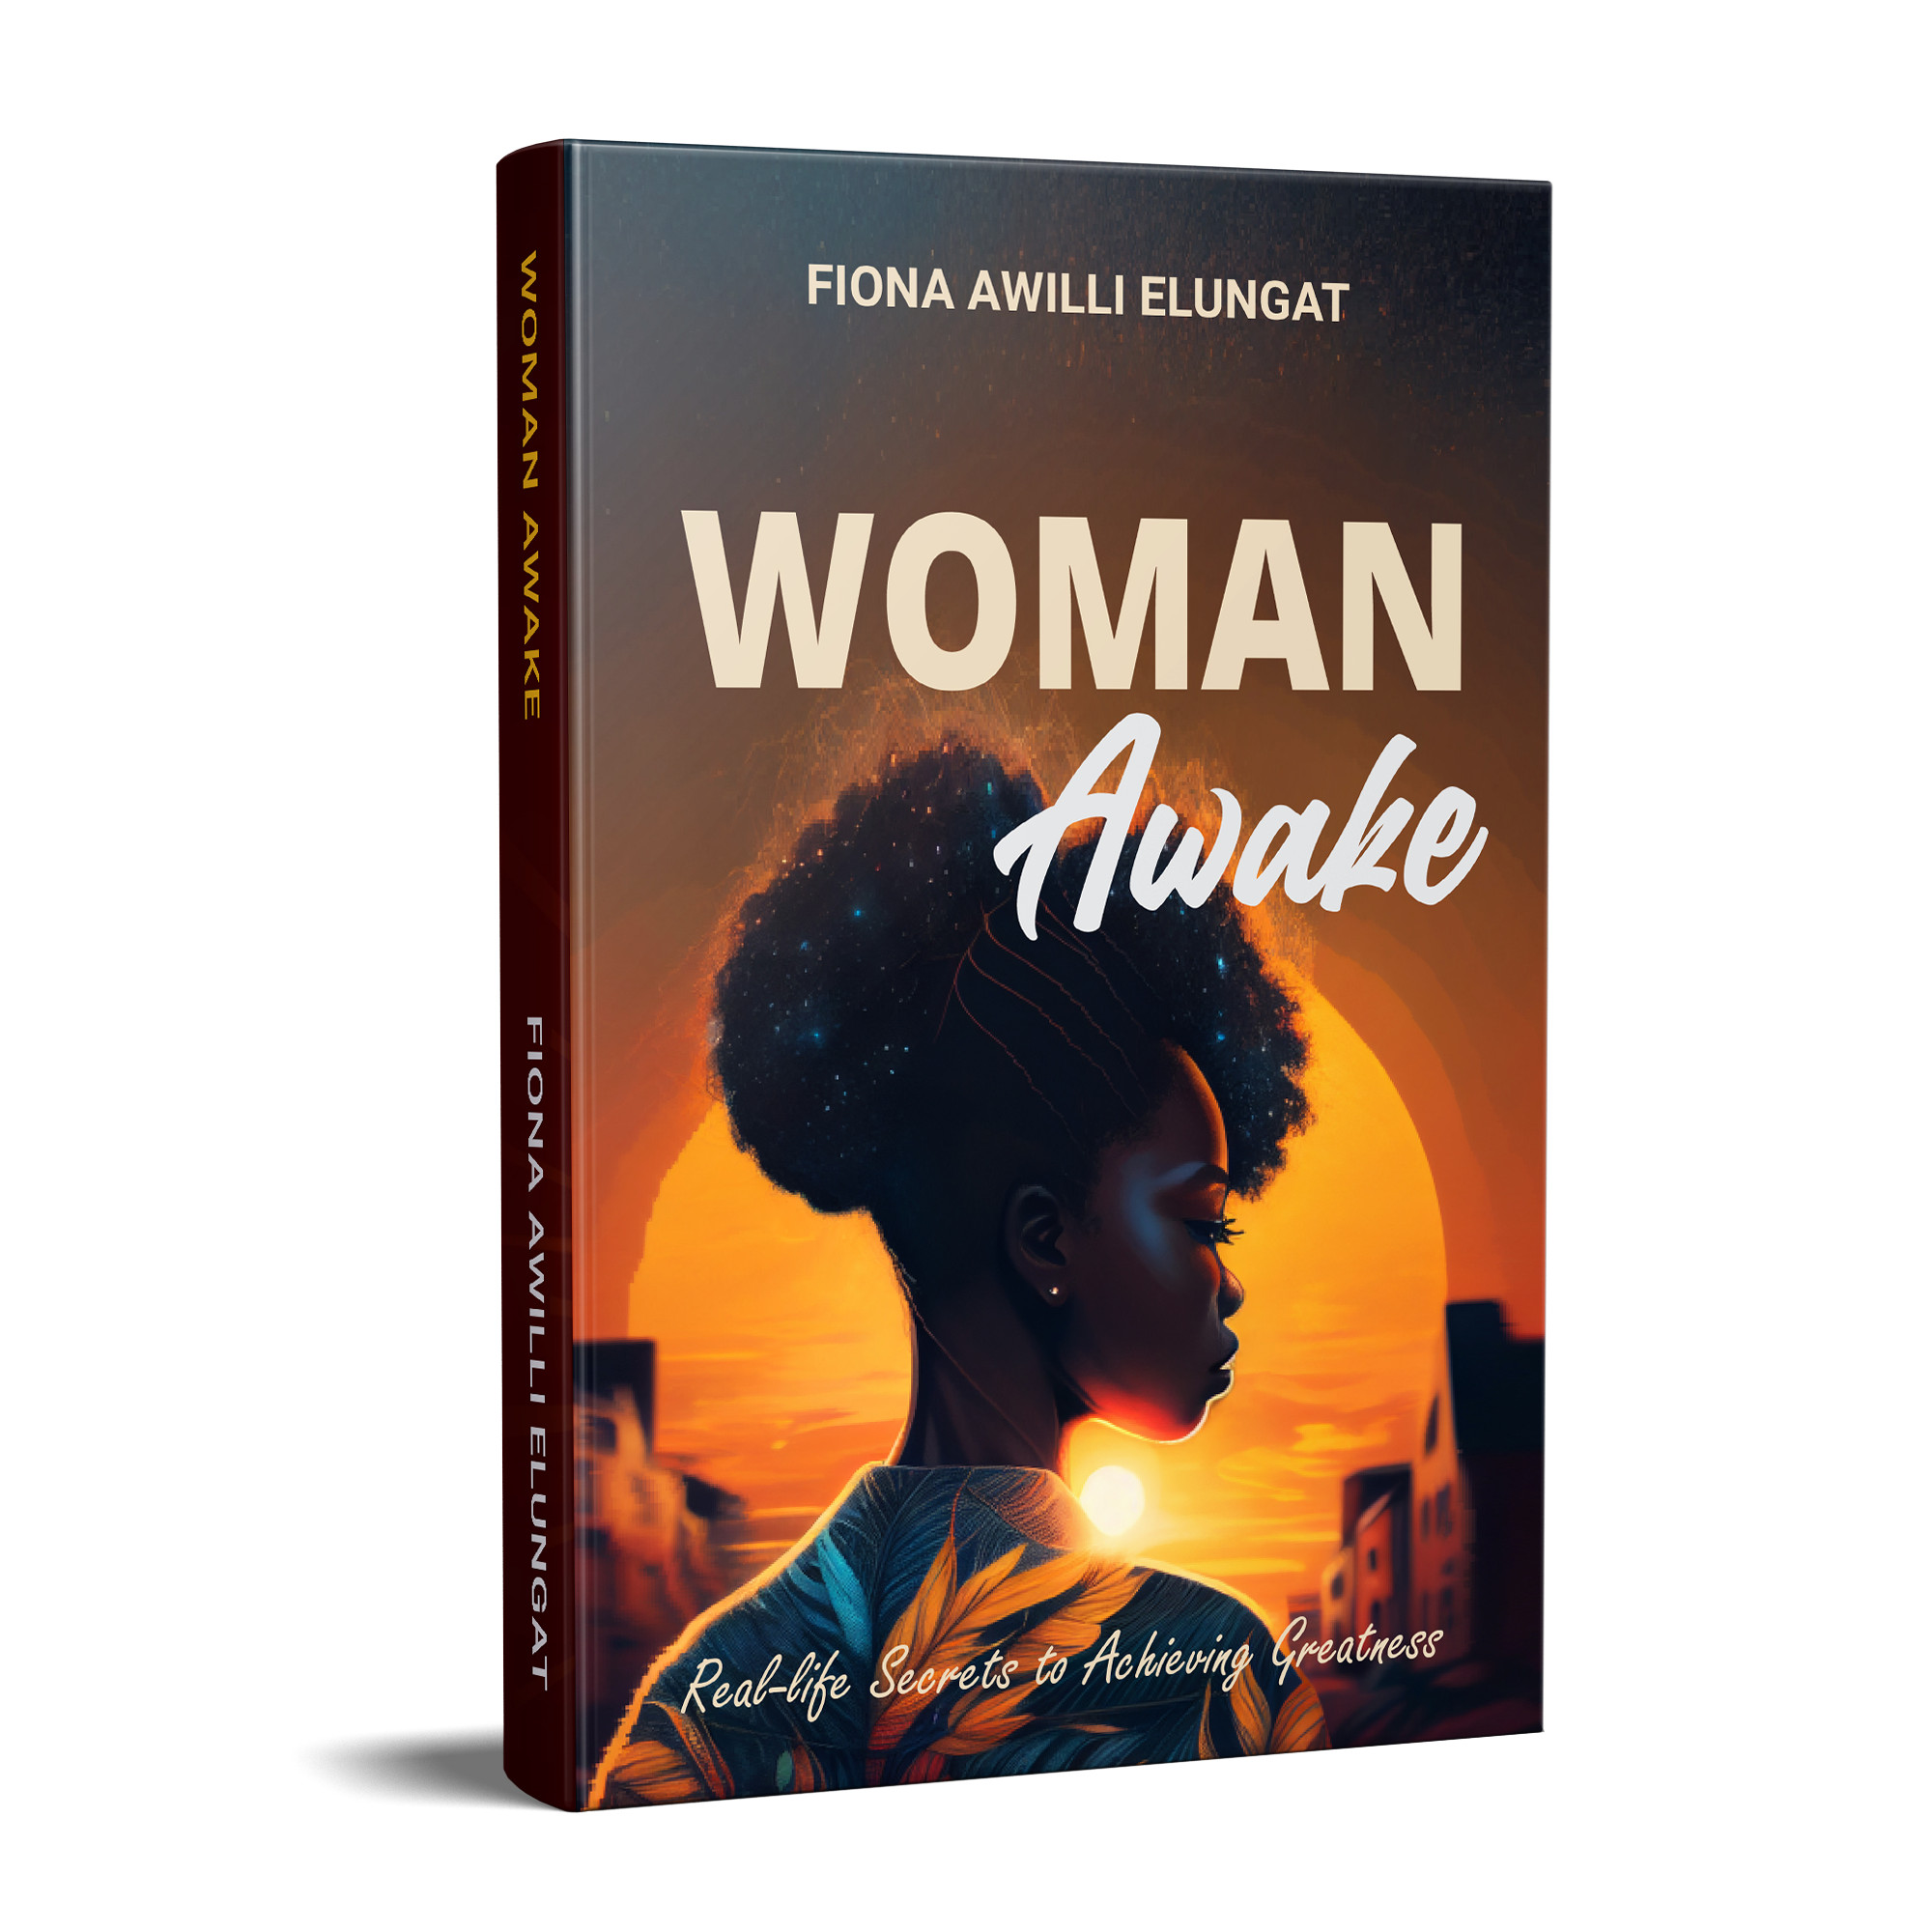 FIONA AWILLI ELUNGAT
WOMAN
Awake
Real-life Secrets to Achieving Greatness
WOMAN AWAKE
FIONA AWILLI ELUNGAT